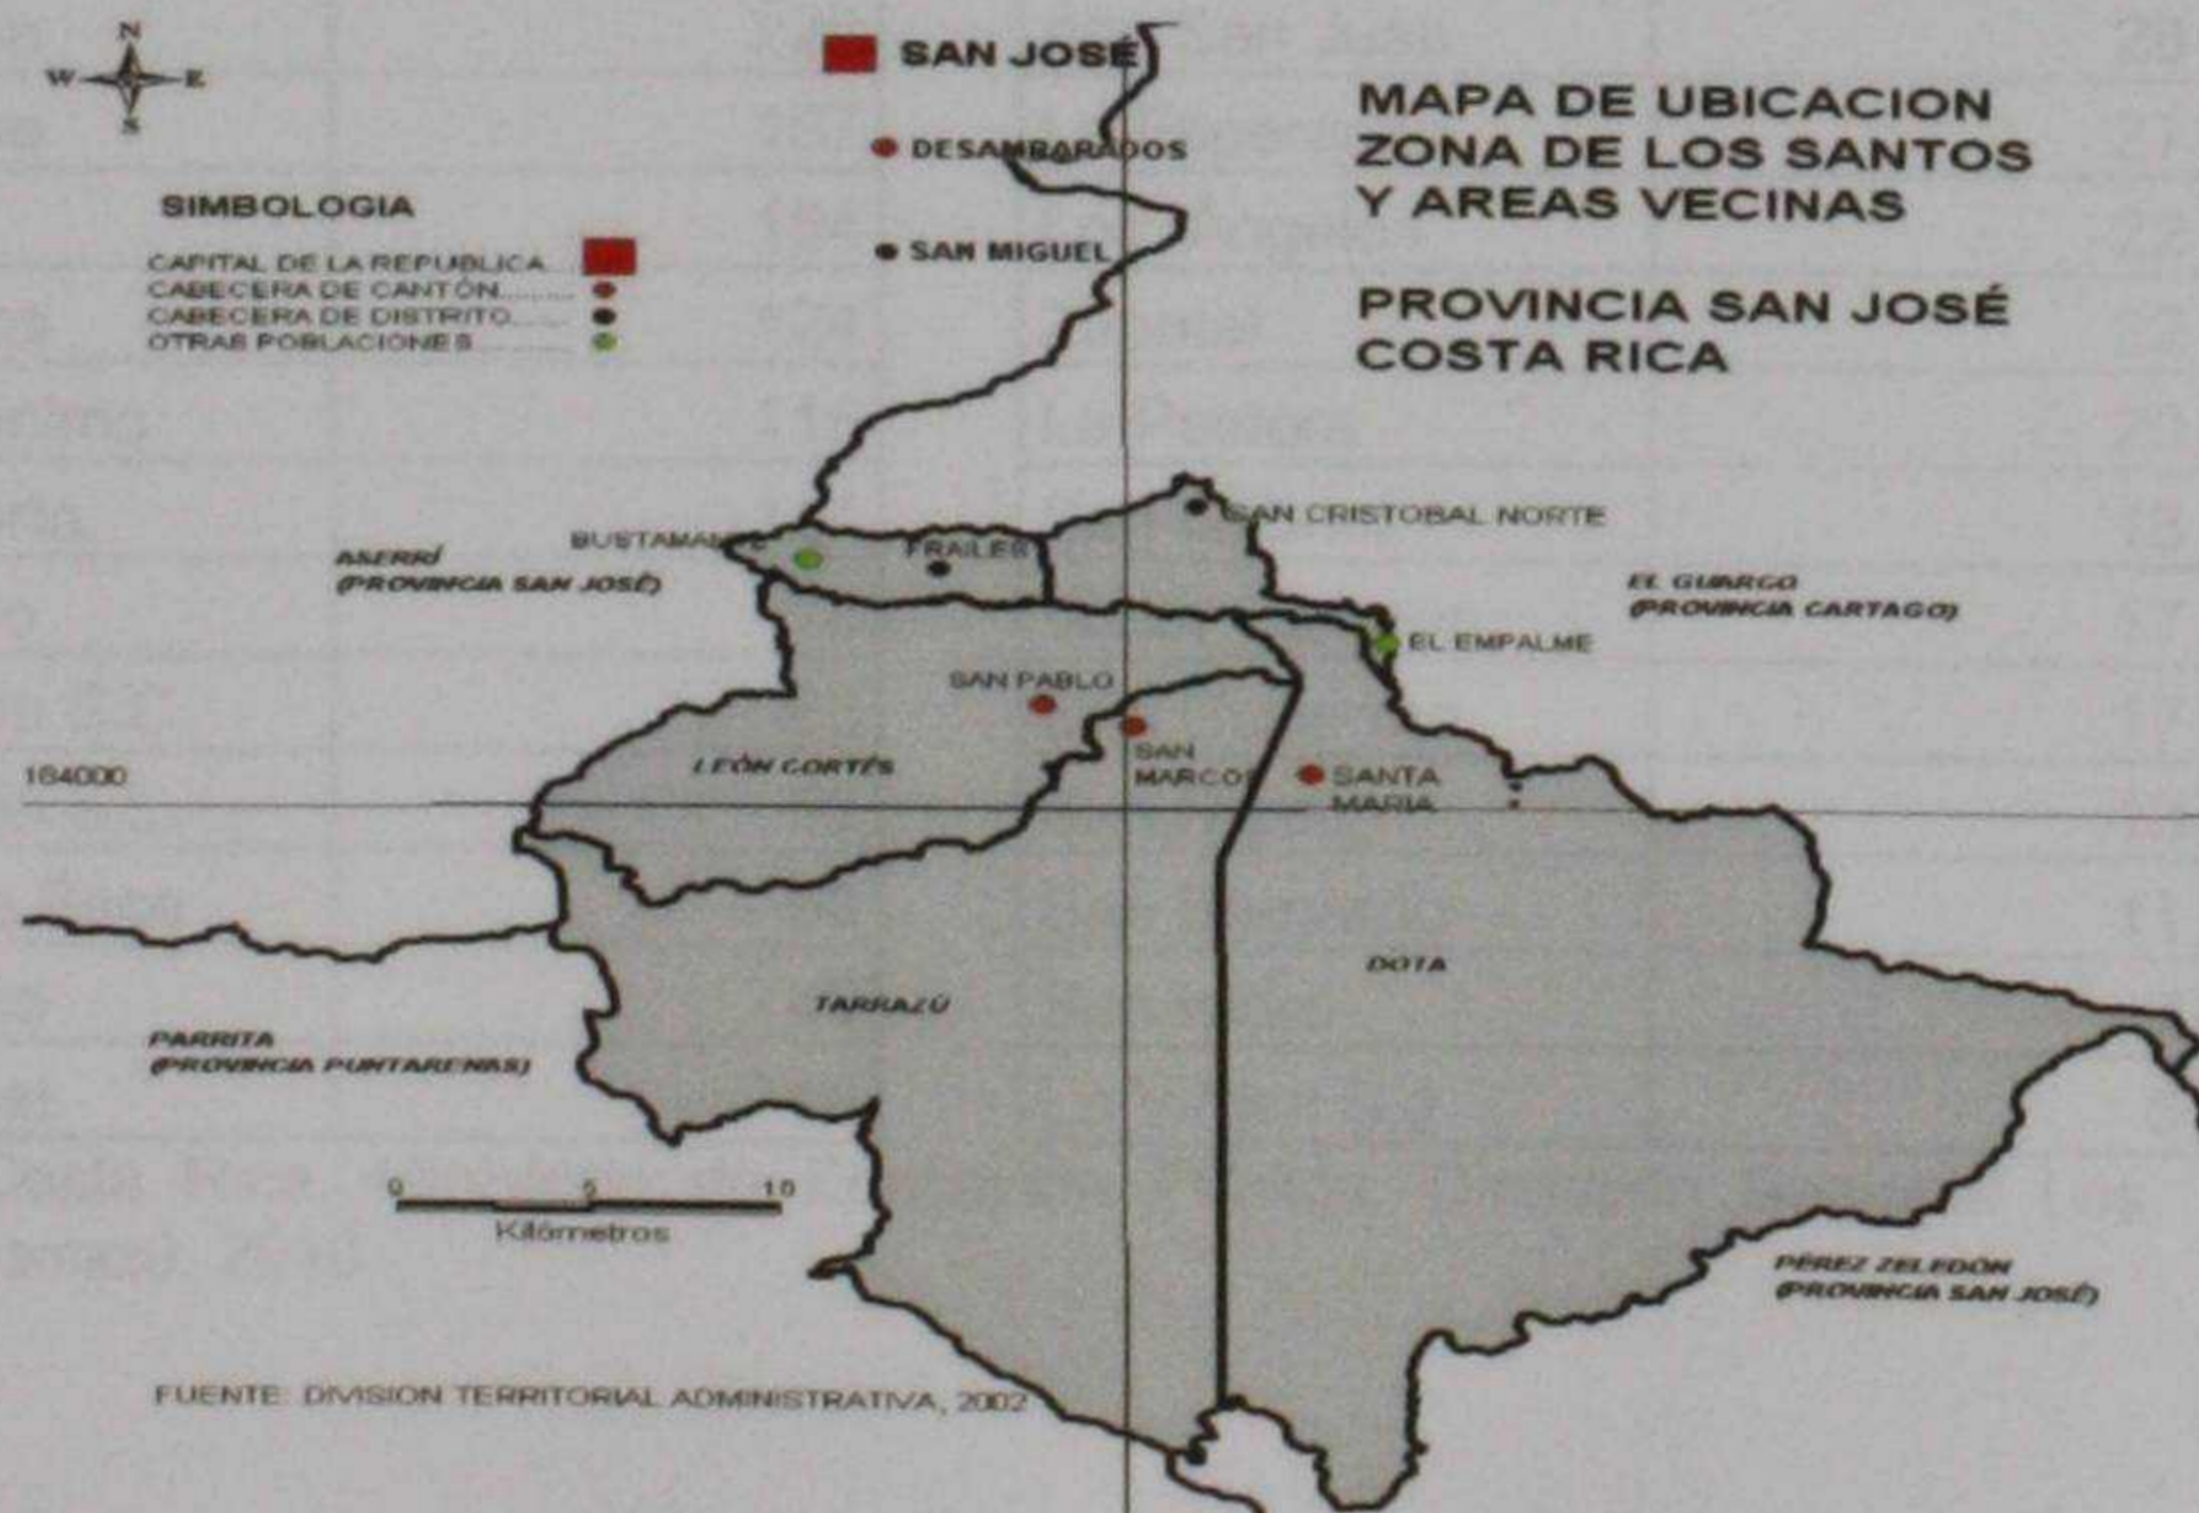 N
W E
S
SAN JOSÉ
DESAMPARADOS
SAN MIGUEL
MAPA DE UBICACION
ZONA DE LOS SANTOS
Y AREAS VECINAS
PROVINCIA SAN JOSÉ
COSTA RICA
SIMBOLOGIA
CAPITAL DE LA REPUBLICA
CABECERA DE CANTÓN.........
CABECERA DE DISTRITO........
OTRAS POBLACIONES............
SAN CRISTOBAL NORTE
BUSTAMANTE
FRAILES
ASERRÍ
(PROVINCIA SAN JOSÉ)
EL GUARCO
(PROVINCIA CARTAGO)
EL EMPALME
SAN PABLO
SAN
MARCOS
LEÓN CORTÉS
SANTA
MARIA
184000
DOTA
TARRAZÚ
PARRITA
(PROVINCIA PUNTARENAS)
0 5 10
Kilómetros
PÉREZ ZELEDÓN
(PROVINCIA SAN JOSÉ)
FUENTE: DIVISION TERRITORIAL ADMINISTRATIVA, 2002